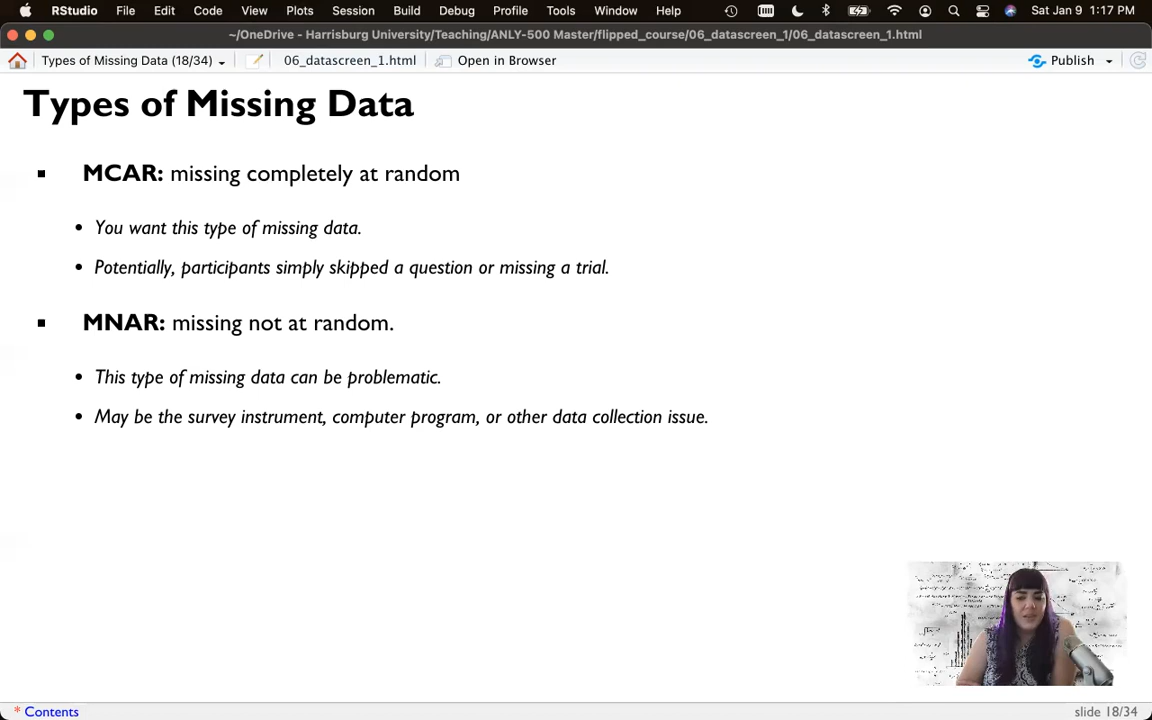 RStudio File Edit Code View Plots Session Build Debug Profile Tools Window Help Sat Jan 9 1:17 PM
~/OneDrive - Harrisburg University/Teaching/ANLY-500 Master/flipped_course/06_datascreen_1/06_datascreen_1.html
Types of Missing Data (18/34) 06_datascreen_1.html Open in Browser Publish
Types of Missing Data
MCAR: missing completely at random
• You want this type of missing data.
• Potentially, participants simply skipped a question or missing a trial.
MNAR: missing not at random.
• This type of missing data can be problematic.
• May be the survey instrument, computer program, or other data collection issue.
* Contents slide 18/34